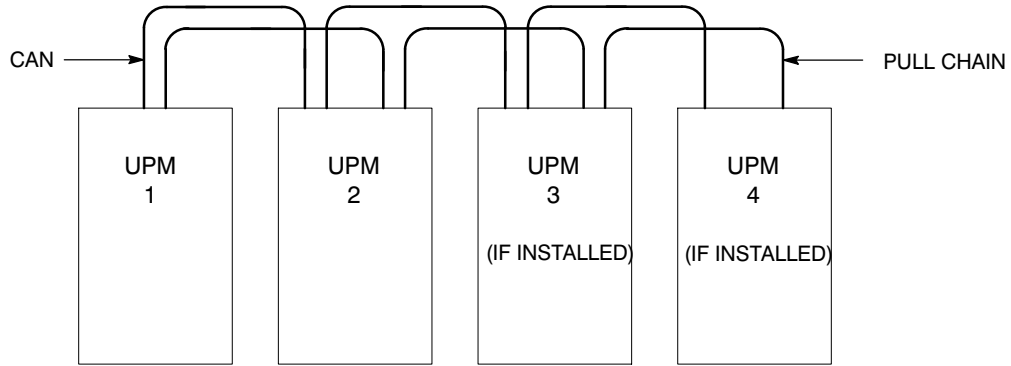 CAN
PULL CHAIN
UPM
1
UPM
2
UPM
3
(IF INSTALLED)
UPM
4
(IF INSTALLED)